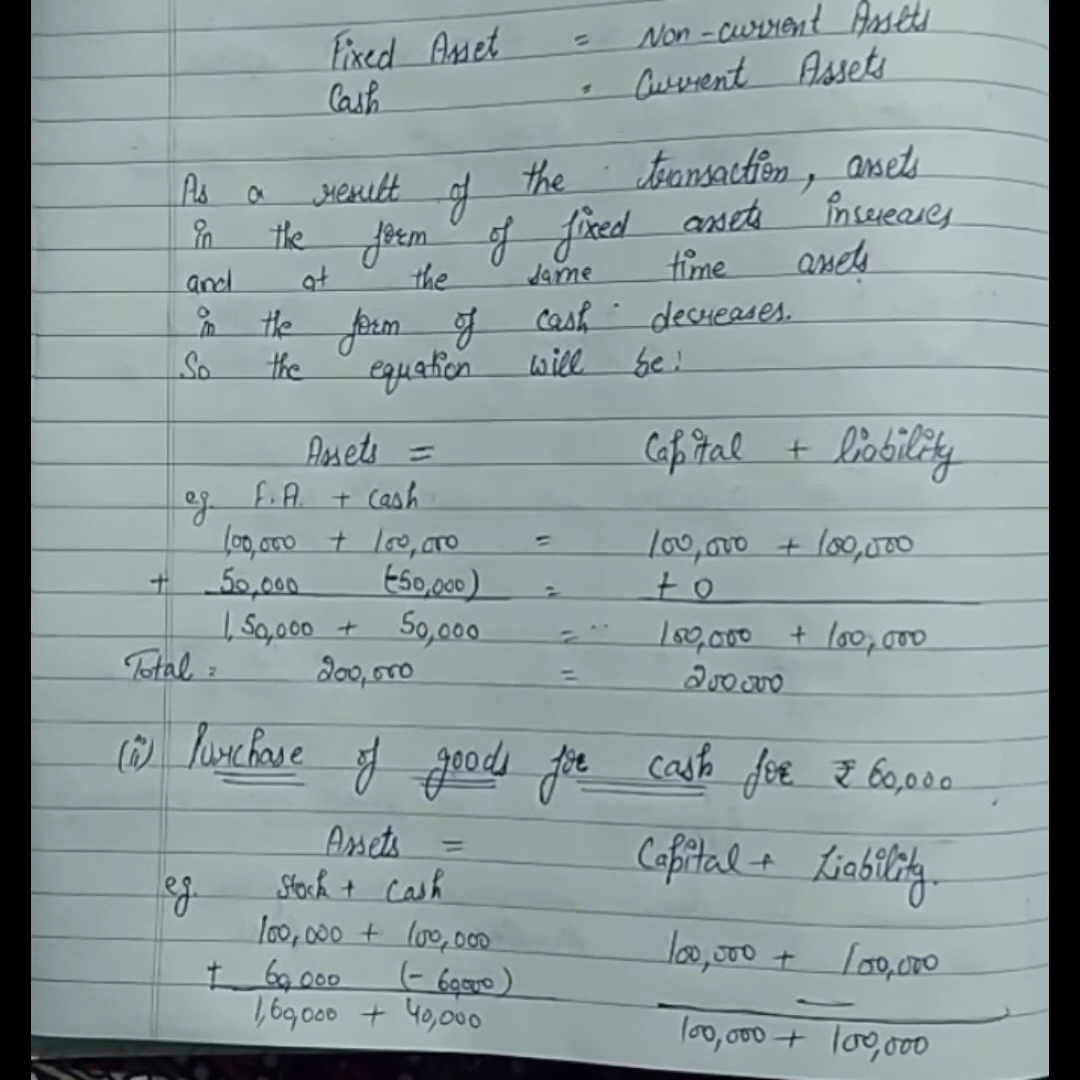 Fixed Asset = Non-current Assets
Cash = Current Assets
As a result of the transaction, assets
in the form of fixed assets increases
and at the same time assets
in the form of cash decreases.
So the equation will be:
Assets = Capital + liability
eg. F.A. + cash
100,000 + 100,000 = 100,000 + 100,000
+ 50,000 (-50,000) = + 0
1,50,000 + 50,000 = 100,000 + 100,000
Total = 200,000 = 200000
(ii) Purchase of goods for cash for ₹ 60,000
Assets = Capital + Liability.
eg. Stock + cash
100,000 + 100,000 100,000 + 100,000
+ 60,000 (- 60000) —
1,60,000 + 40,000 100,000 + 100,000